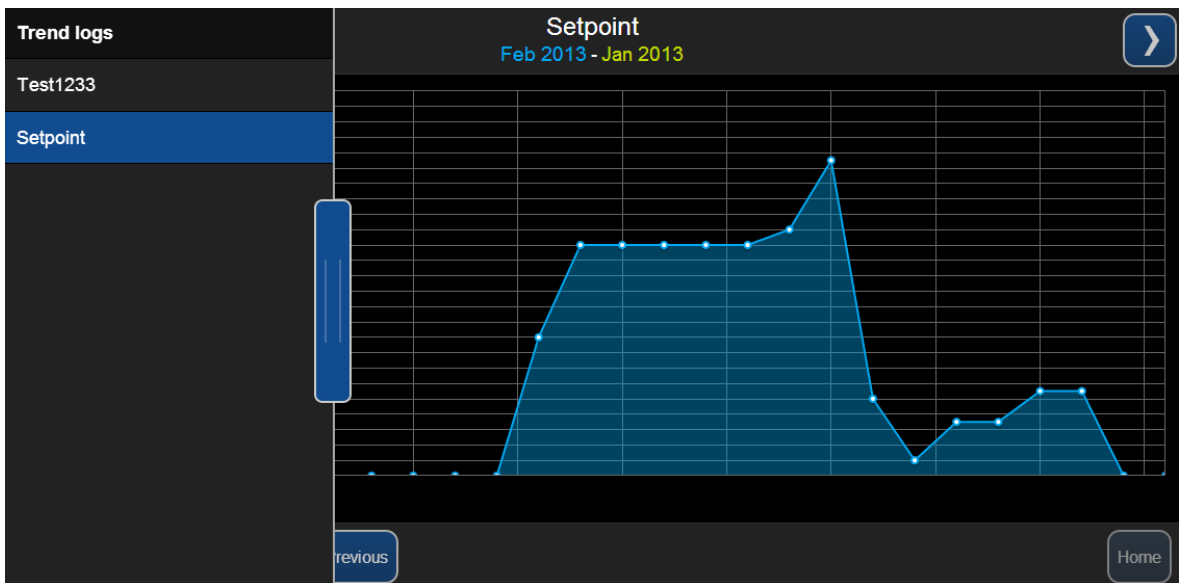 Trend logs
Test1233
Setpoint
Setpoint
Feb 2013 - Jan 2013
revious
Home